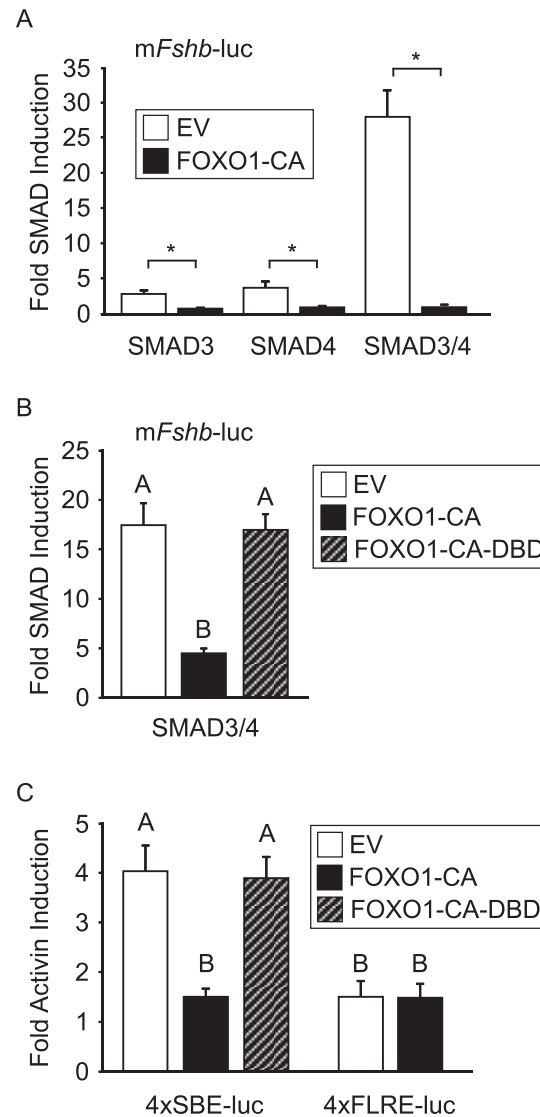 A
mFshb-luc
Fold SMAD Induction
35
30
25
20
15
10
5
0
EV
FOXO1-CA
*
*
*
SMAD3 SMAD4 SMAD3/4
B
mFshb-luc
Fold SMAD Induction
25
20
15
10
5
0
A
B
A
EV
FOXO1-CA
FOXO1-CA-DBD
SMAD3/4
C
Fold Activin Induction
5
4
3
2
1
0
A
B
A
B
B
EV
FOXO1-CA
FOXO1-CA-DBD
4xSBE-luc 4xFLRE-luc